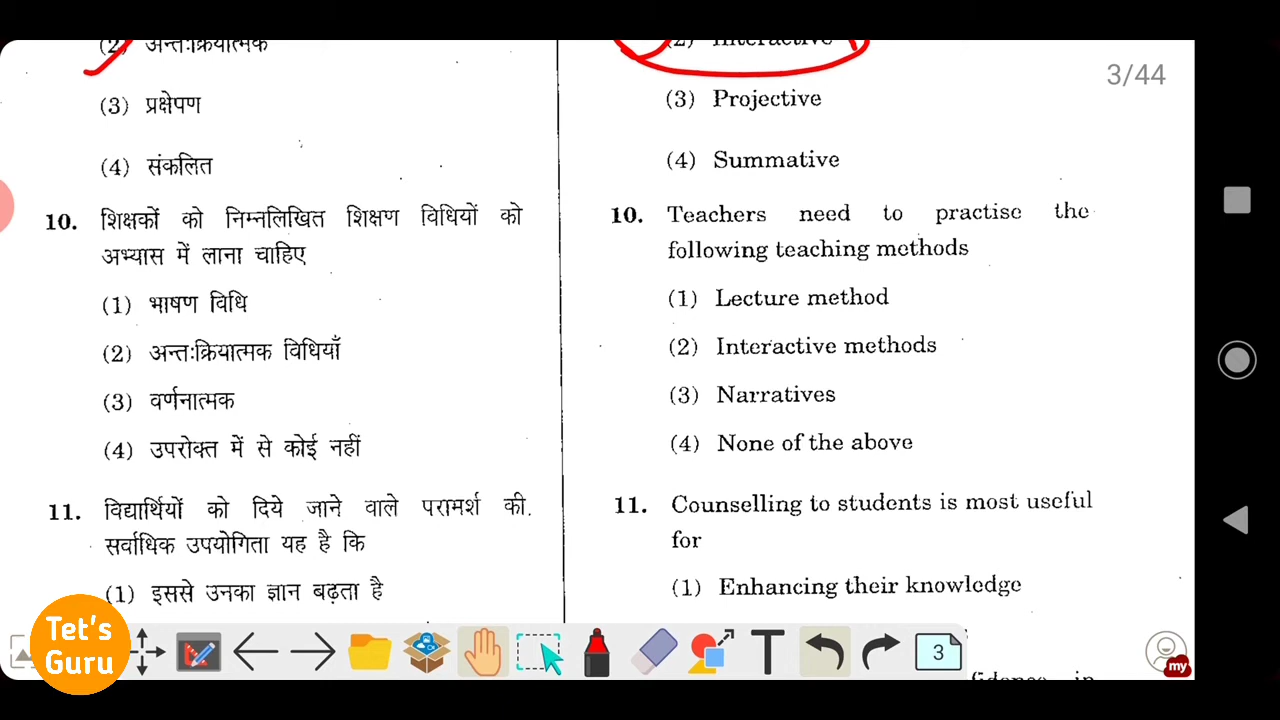 (2) अन्तःक्रियात्मक
(3) प्रक्षेपण
(4) संकलित
10. शिक्षकों को निम्नलिखित शिक्षण विधियों को
अभ्यास में लाना चाहिए
(1) भाषण विधि
(2) अन्तःक्रियात्मक विधियाँ
(3) वर्णनात्मक
(4) उपरोक्त में से कोई नहीं
11. विद्यार्थियों को दिये जाने वाले परामर्श की
सर्वाधिक उपयोगिता यह है कि
(1) इससे उनका ज्ञान बढ़ता है
(2) Interactive
(3) Projective
(4) Summative
10. Teachers need to practise the
following teaching methods
(1) Lecture method
(2) Interactive methods
(3) Narratives
(4) None of the above
11. Counselling to students is most useful
for
(1) Enhancing their knowledge
in
3/44
Tet's
Guru
T
3
my